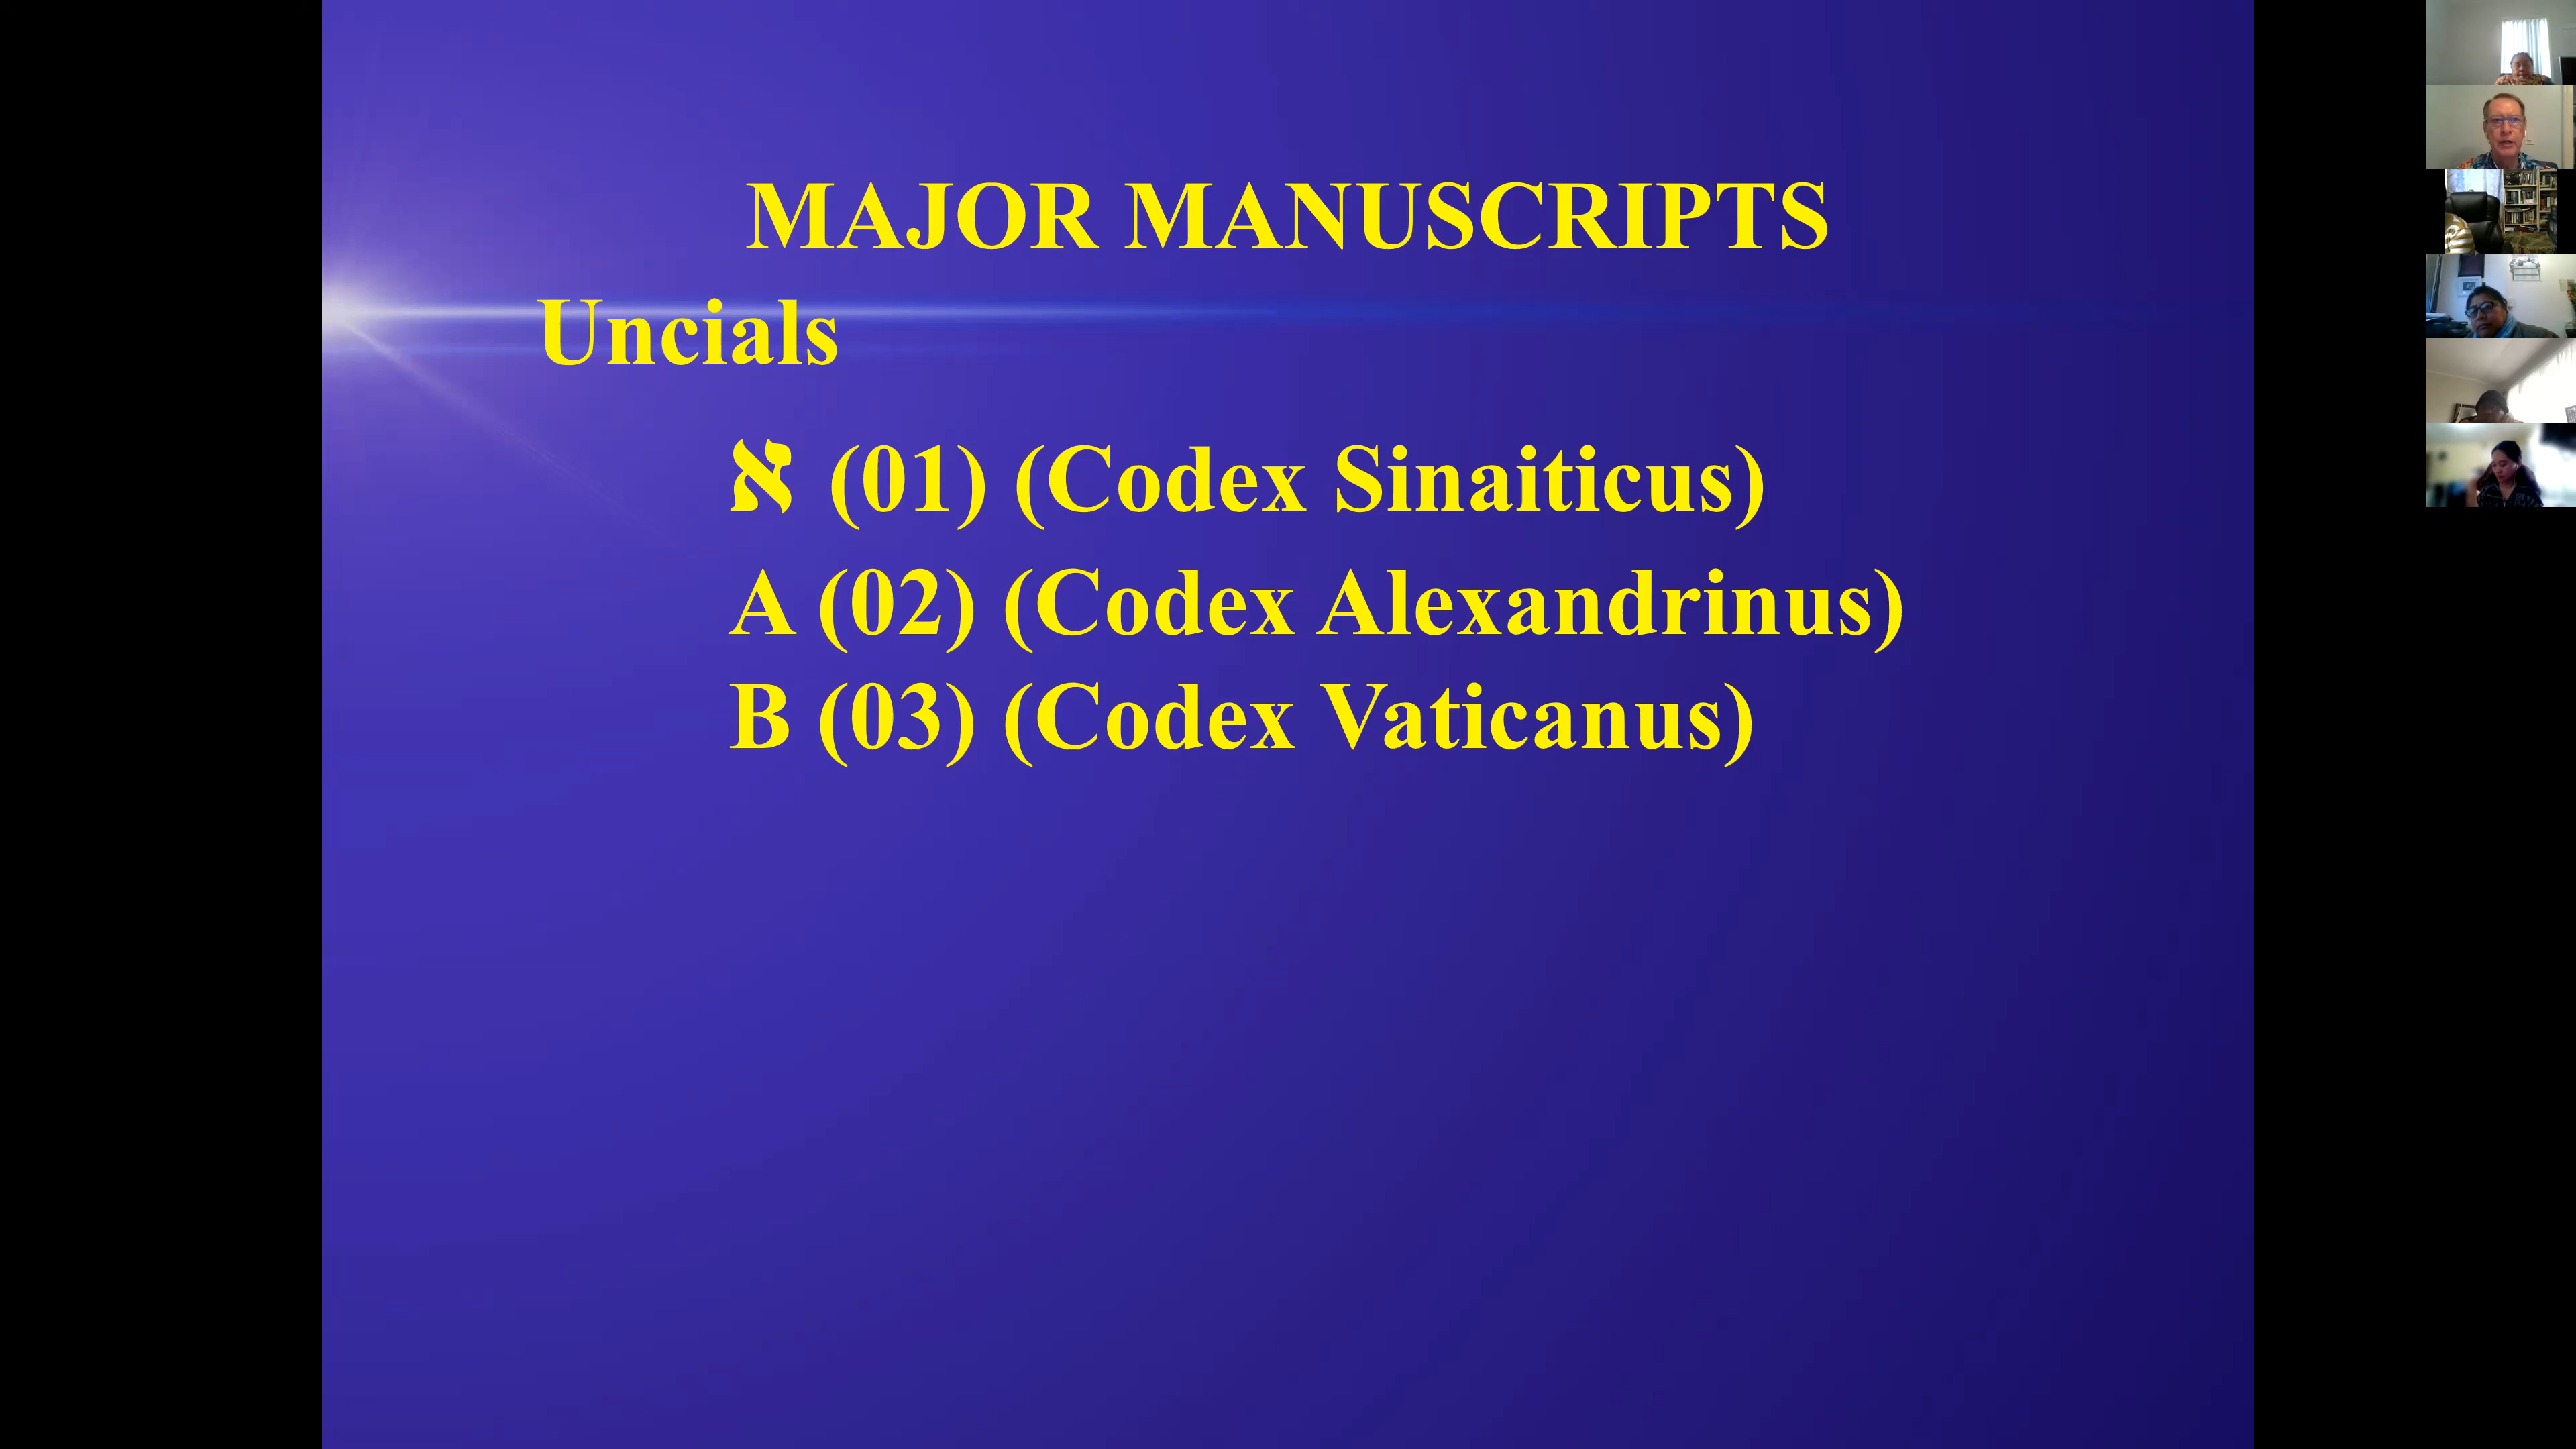 MAJOR MANUSCRIPTS
Uncials
א (01) (Codex Sinaiticus)
A (02) (Codex Alexandrinus)
B (03) (Codex Vaticanus)